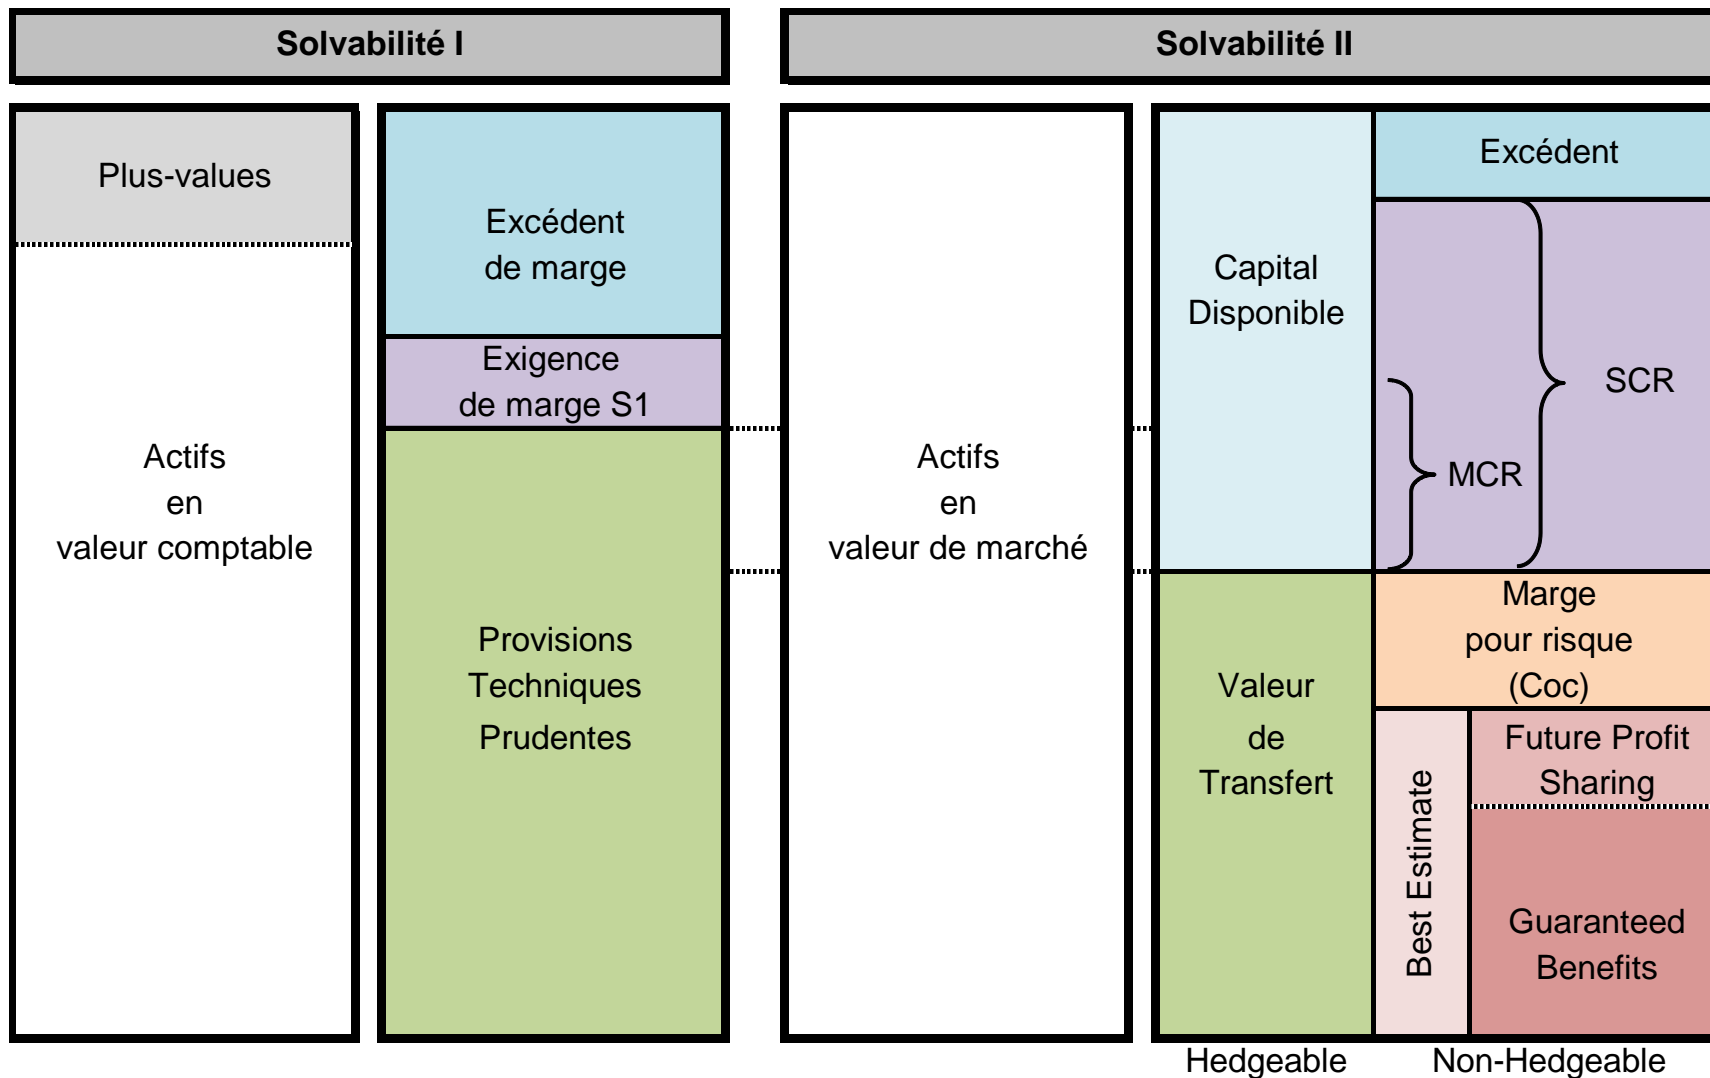 Solvabilité I
Solvabilité II
Plus-values
Actifs
en
valeur comptable
Excédent
de marge
Exigence
de marge S1
Provisions
Techniques
Prudentes
Actifs
en
valeur de marché
Capital
Disponible
Valeur
de
Transfert
Excédent
SCR
MCR
Marge
pour risque
(Coc)
Best Estimate
Future Profit
Sharing
Guaranteed
Benefits
Hedgeable
Non-Hedgeable